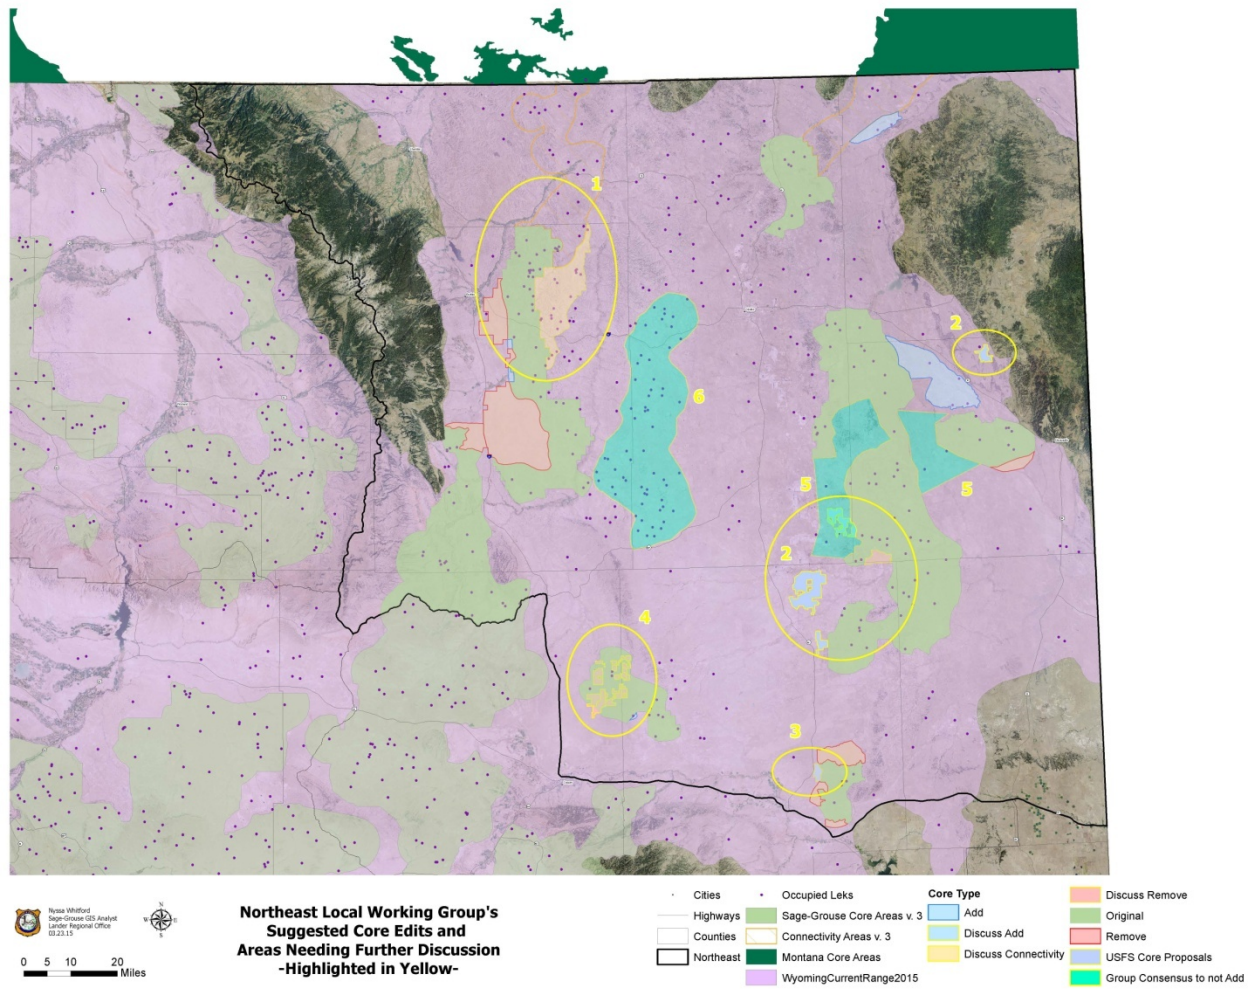 1
2
6
5
5
2
4
3
Nyssa Whitford
Sage-Grouse GIS Analyst
Lander Regional Office
03.23.15
N
W
E
S
0 5 10 20
Miles
Northeast Local Working Group's
Suggested Core Edits and
Areas Needing Further Discussion
-Highlighted in Yellow-
Cities
Highways
Counties
Northeast
Occupied Leks
Sage-Grouse Core Areas v. 3
Connectivity Areas v. 3
Montana Core Areas
WyomingCurrentRange2015
Core Type
Add
Discuss Add
Discuss Connectivity
Discuss Remove
Original
Remove
USFS Core Proposals
Group Consensus to not Add